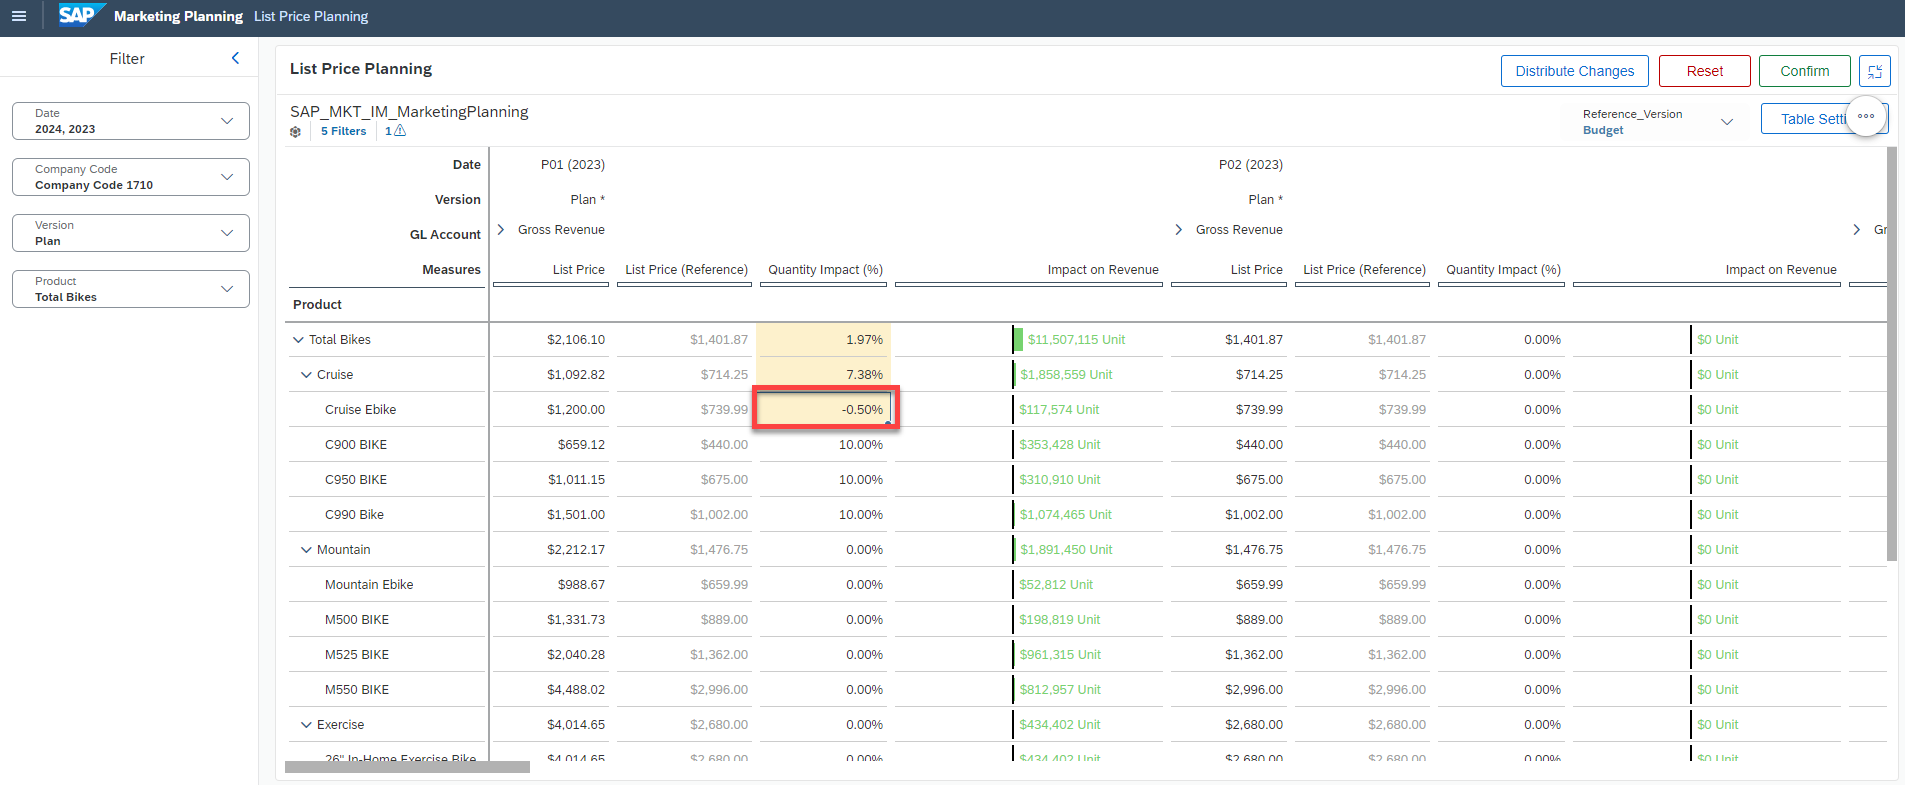 SAP Marketing Planning List Price Planning
Filter
Date
2024, 2023
Company Code
Company Code 1710
Version
Plan
Product
Total Bikes
List Price Planning
Distribute Changes Reset Confirm
SAP_MKT_IM_MarketingPlanning
5 Filters 1
Reference_Version
Budget
Table Setti
Date P01 (2023) P02 (2023)
Version Plan * Plan *
GL Account Gross Revenue Gross Revenue Gr
Measures List Price List Price (Reference) Quantity Impact (%) Impact on Revenue List Price List Price (Reference) Quantity Impact (%) Impact on Revenue
Product
Total Bikes $2,106.10 $1,401.87 1.97% $11,507,115 Unit $1,401.87 $1,401.87 0.00% $0 Unit
Cruise $1,092.82 $714.25 7.38% $1,858,559 Unit $714.25 $714.25 0.00% $0 Unit
Cruise Ebike $1,200.00 $739.99 -0.50% $117,574 Unit $739.99 $739.99 0.00% $0 Unit
C900 BIKE $659.12 $440.00 10.00% $353,428 Unit $440.00 $440.00 0.00% $0 Unit
C950 BIKE $1,011.15 $675.00 10.00% $310,910 Unit $675.00 $675.00 0.00% $0 Unit
C990 Bike $1,501.00 $1,002.00 10.00% $1,074,465 Unit $1,002.00 $1,002.00 0.00% $0 Unit
Mountain $2,212.17 $1,476.75 0.00% $1,891,450 Unit $1,476.75 $1,476.75 0.00% $0 Unit
Mountain Ebike $988.67 $659.99 0.00% $52,812 Unit $659.99 $659.99 0.00% $0 Unit
M500 BIKE $1,331.73 $889.00 0.00% $198,819 Unit $889.00 $889.00 0.00% $0 Unit
M525 BIKE $2,040.28 $1,362.00 0.00% $961,315 Unit $1,362.00 $1,362.00 0.00% $0 Unit
M550 BIKE $4,488.02 $2,996.00 0.00% $812,957 Unit $2,996.00 $2,996.00 0.00% $0 Unit
Exercise $4,014.65 $2,680.00 0.00% $434,402 Unit $2,680.00 $2,680.00 0.00% $0 Unit
26" In-Home Exercise Bike $4,014.65 $2,680.00 0.00% $434,402 Unit $2,680.00 $2,680.00 0.00% $0 Unit